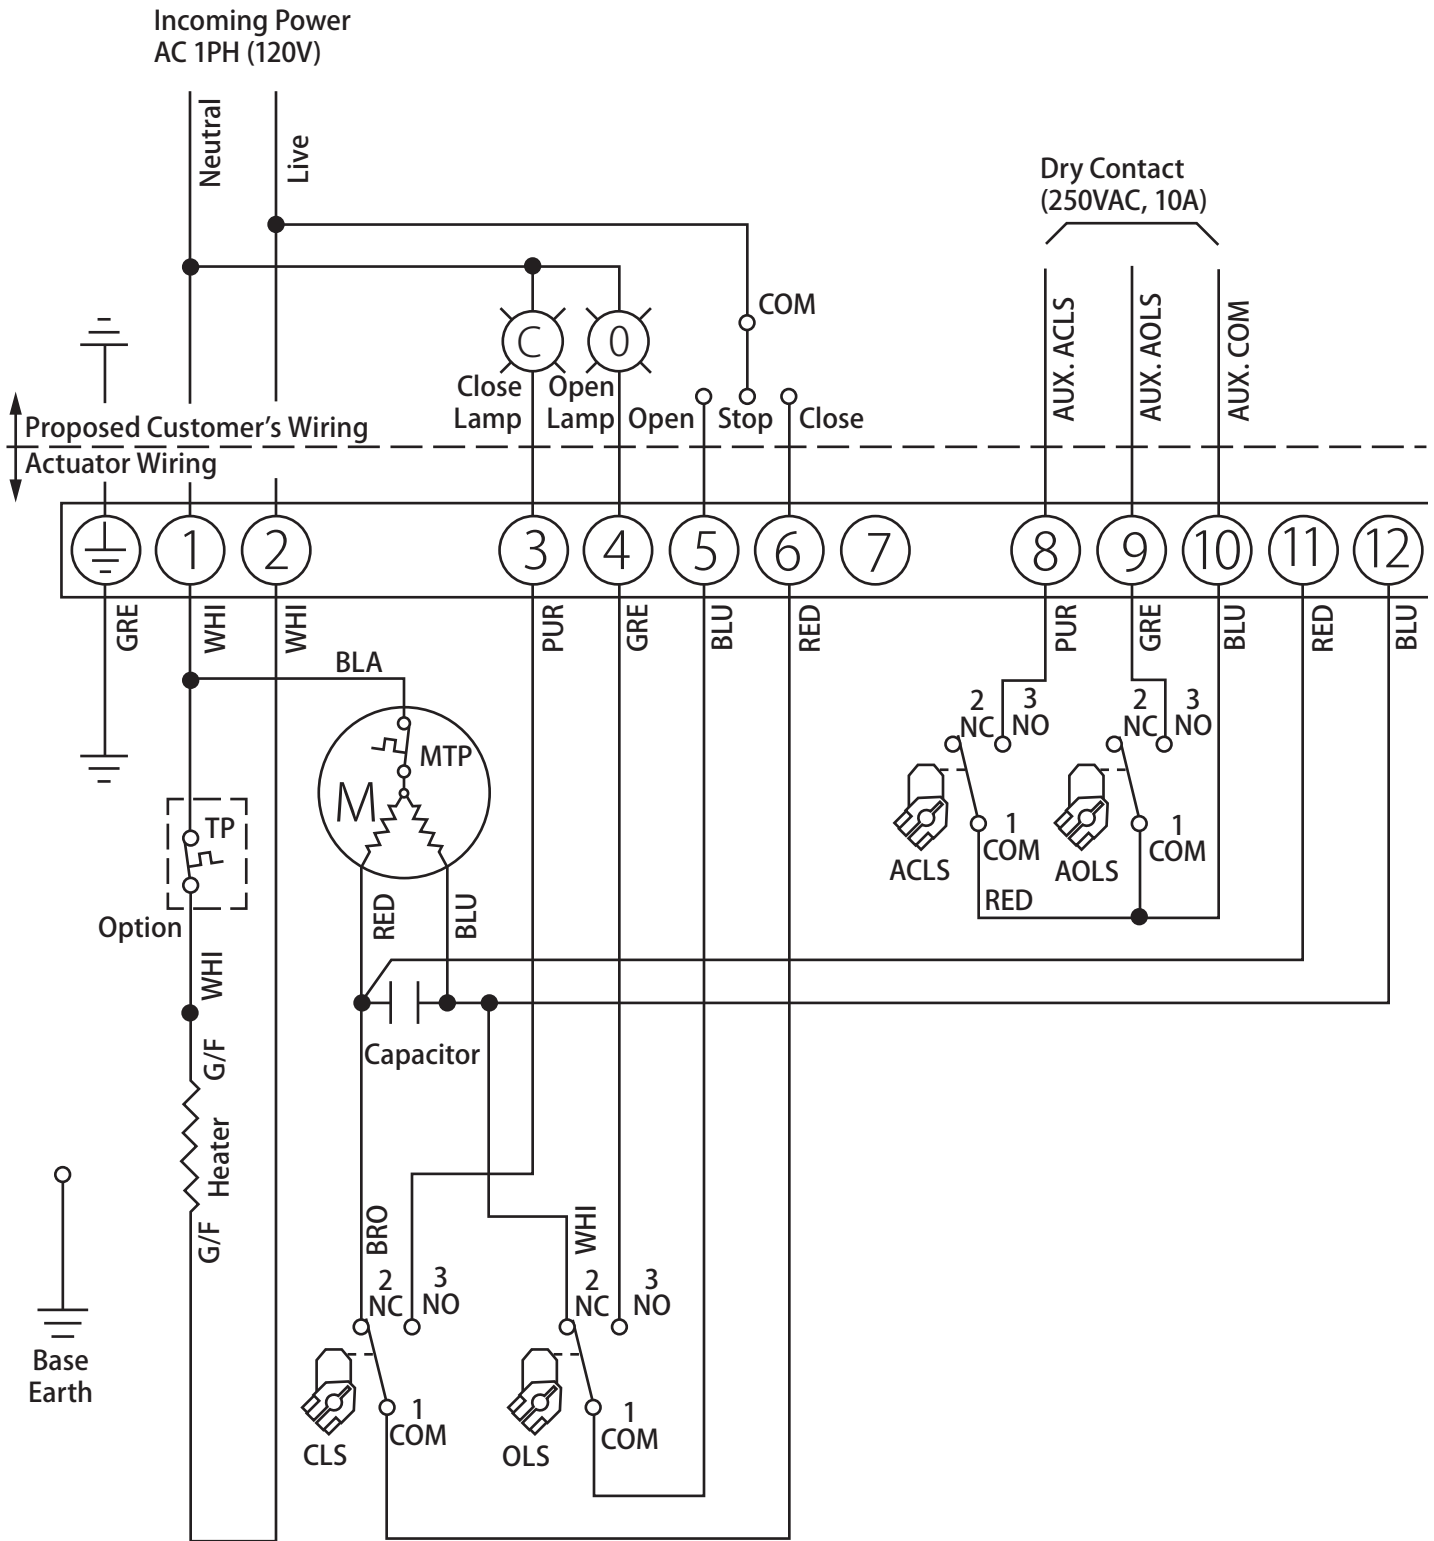 Incoming Power
AC 1PH (120V)
Neutral
Live
Dry Contact
(250VAC, 10A)
COM
AUX. ACLS
AUX. AOLS
AUX. COM
C
0
Close
Lamp
Open
Lamp
Open
Stop
Close
Proposed Customer's Wiring
Actuator Wiring
1
2
3
4
5
6
7
8
9
10
11
12
GRE
WHI
WHI
PUR
GRE
BLU
RED
PUR
GRE
BLU
RED
BLU
BLA
MTP
M
2
NC
3
NO
2
NC
3
NO
TP
1
COM
1
COM
ACLS
AOLS
RED
Option
RED
BLU
WHI
Capacitor
G/F
Heater
G/F
BRO
WHI
2
NC
3
NO
2
NC
3
NO
Base
Earth
1
COM
1
COM
CLS
OLS